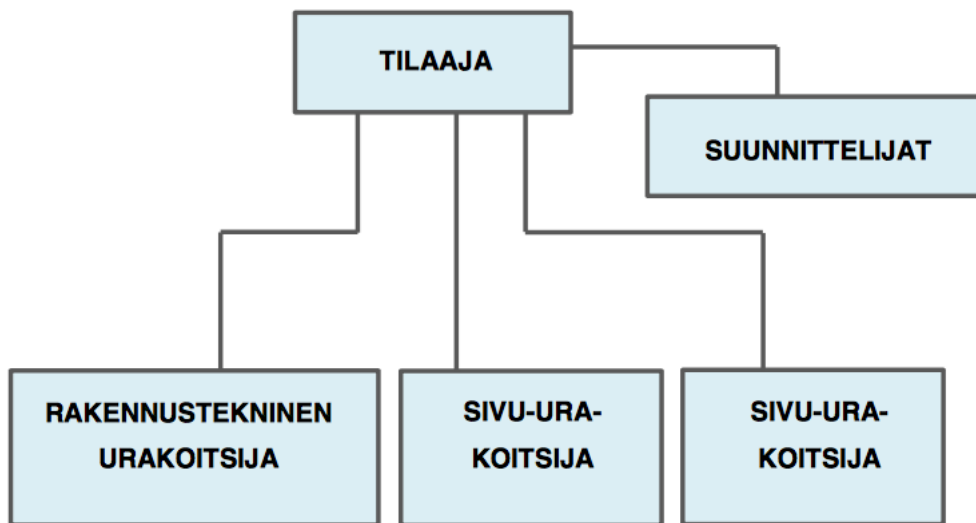 TILAAJA
SUUNNITTELIJAT
RAKENNUSTEKNINEN
URAKOITSIJA
SIVU-URA-
KOITSIJA
SIVU-URA-
KOITSIJA